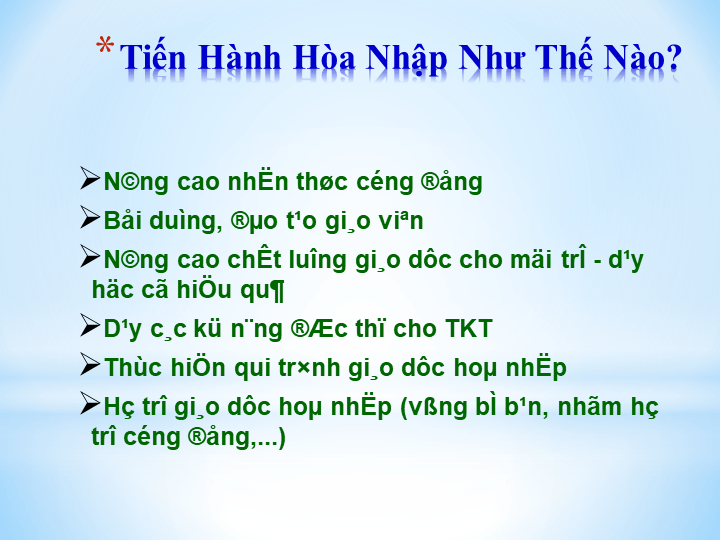 * Tiến Hành Hòa Nhập Như Thế Nào?
➢N©ng cao nhËn thøc céng ®ång
➢Båi duìng, ®µo t¹o gi¸o viªn
➢N©ng cao chÊt luîng gi¸o dôc cho mäi trÎ - d¹y
häc cã hiÖu qu¶
➢D¹y c¸c kü n¨ng ®Æc thï cho TKT
➢Thùc hiÖn qui tr×nh gi¸o dôc hoµ nhËp
➢Hç trî gi¸o dôc hoµ nhËp (vßng bÌ b¹n, nhãm hç
trî céng ®ång,...)